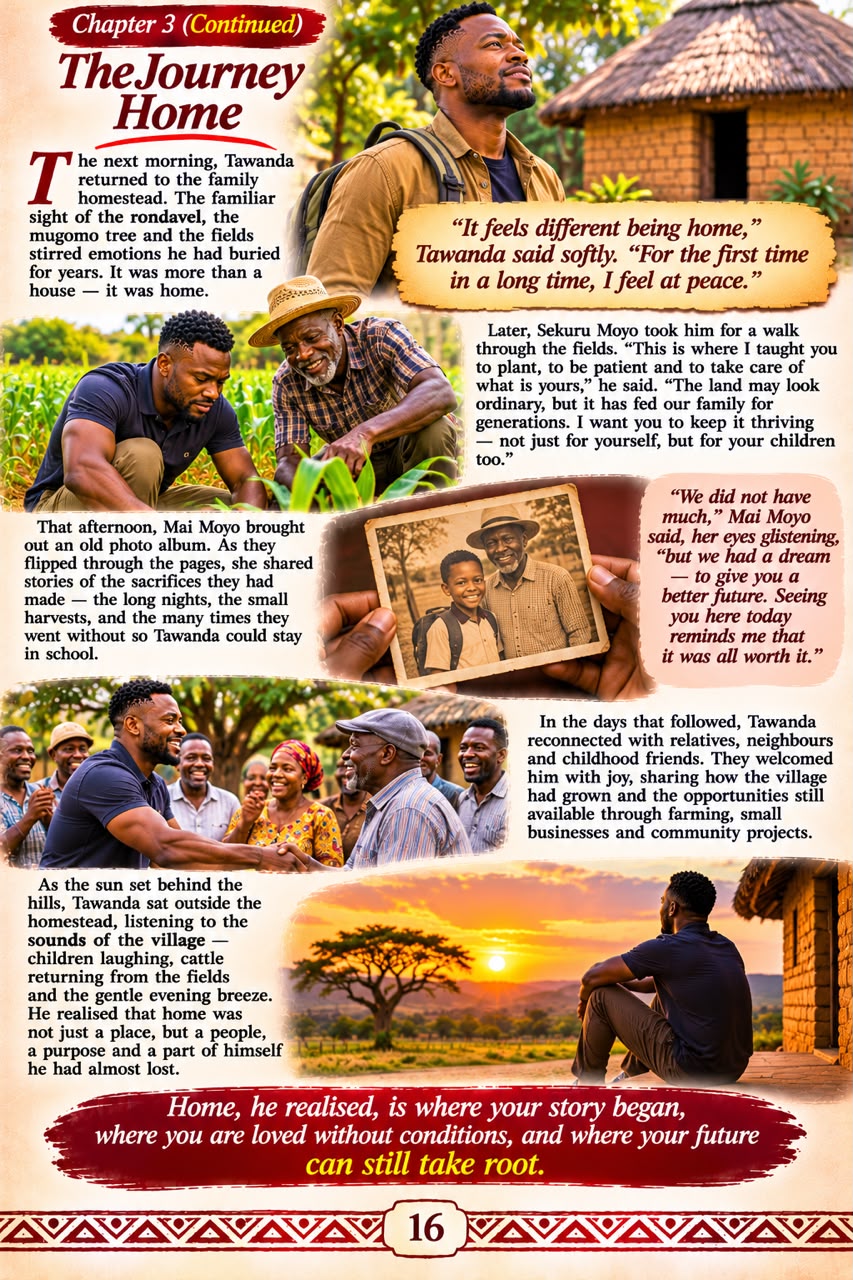 Chapter 3 (Continued)
The Journey
Home
The next morning, Tawanda
returned to the family
homestead. The familiar
sight of the rondavel, the
mugomo tree and the fields
stirred emotions he had buried
for years. It was more than a
house — it was home.
“It feels different being home,”
Tawanda said softly. “For the first time
in a long time, I feel at peace.”
Later, Sekuru Moyo took him for a walk
through the fields. “This is where I taught you
to plant, to be patient and to take care of
what is yours,” he said. “The land may look
ordinary, but it has fed our family for
generations. I want you to keep it thriving
— not just for yourself, but for your children
too.”
That afternoon, Mai Moyo brought
out an old photo album. As they
flipped through the pages, she shared
stories of the sacrifices they had
made — the long nights, the small
harvests, and the many times they
went without so Tawanda could stay
in school.
“We did not have
much,” Mai Moyo
said, her eyes glistening,
“but we had a dream
— to give you a
better future. Seeing
you here today
reminds me that
it was all worth it.”
In the days that followed, Tawanda
reconnected with relatives, neighbours
and childhood friends. They welcomed
him with joy, sharing how the village
had grown and the opportunities still
available through farming, small
businesses and community projects.
As the sun set behind the
hills, Tawanda sat outside the
homestead, listening to the
sounds of the village —
children laughing, cattle
returning from the fields
and the gentle evening breeze.
He realised that home was
not just a place, but a people,
a purpose and a part of himself
he had almost lost.
Home, he realised, is where your story began,
where you are loved without conditions, and where your future
can still take root.
16